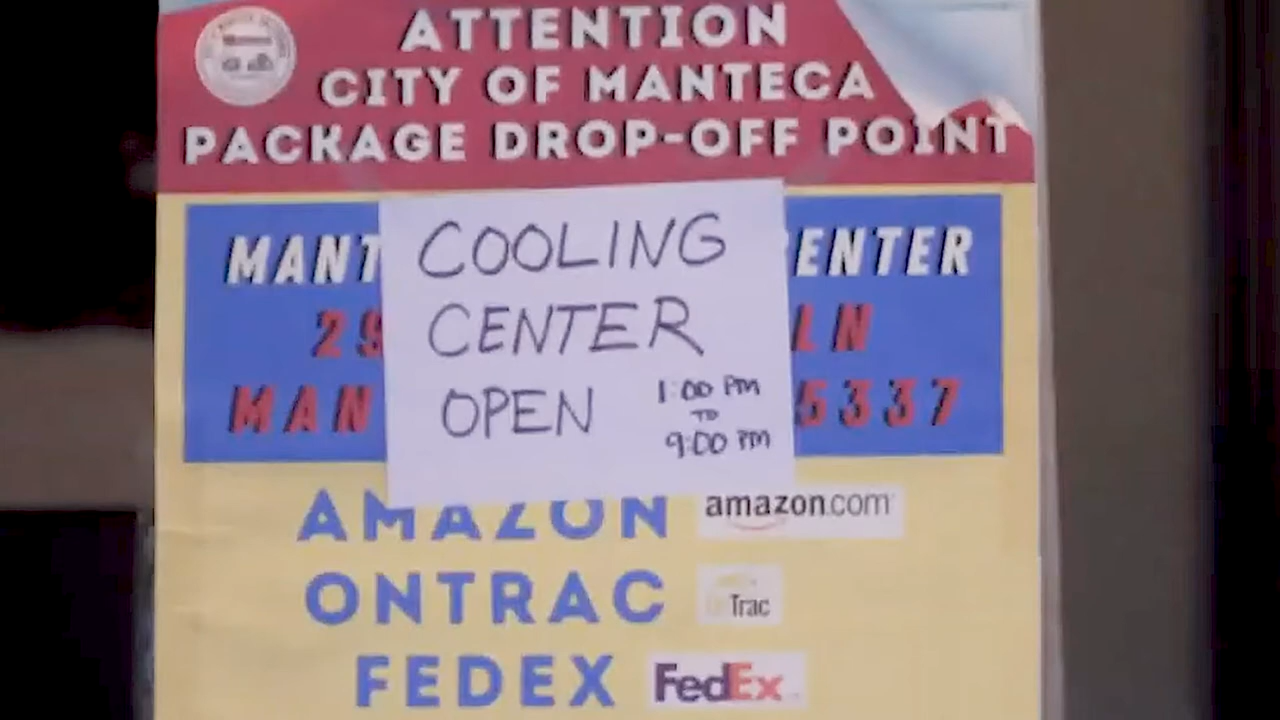 ATTENTION
CITY OF MANTECA
PACKAGE DROP-OFF POINT
COOLING
CENTER
OPEN 1:00 PM
TO
9:00 PM
MANT ENTER
29 LN
MAN 5337
AMAZON amazon.com
ONTRAC Trac
FEDEX FedEx